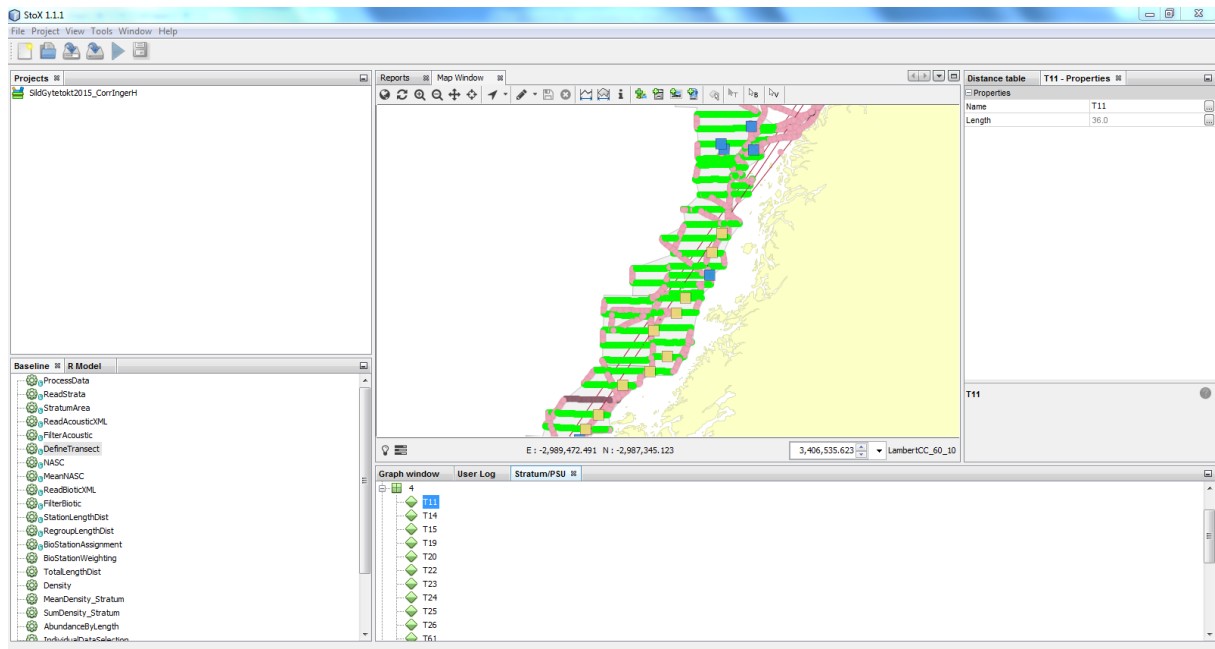 StoX 1.1.1
File Project View Tools Window Help
Projects
SildGytetokt2015_CorrIngerH
Baseline R Model
ProcessData
ReadStrata
StratumArea
ReadAcousticXML
FilterAcoustic
DefineTransect
NASC
MeanNASC
ReadBioticXML
FilterBiotic
StationLengthDist
RegroupLengthDist
BioStationAssignment
BioStationWeighting
TotalLengthDist
Density
MeanDensity_Stratum
SumDensity_Stratum
AbundanceByLength
IndividualDataSelection
Reports Map Window
E : -2,989,472.491 N : -2,987,345.123 3,406,535.623 LambertCC_60_10
Graph window User Log Stratum/PSU
4
T11
T14
T15
T19
T20
T22
T23
T24
T25
T26
T61
Distance table T11 - Properties
Properties
Name T11
Length 36.0
T11